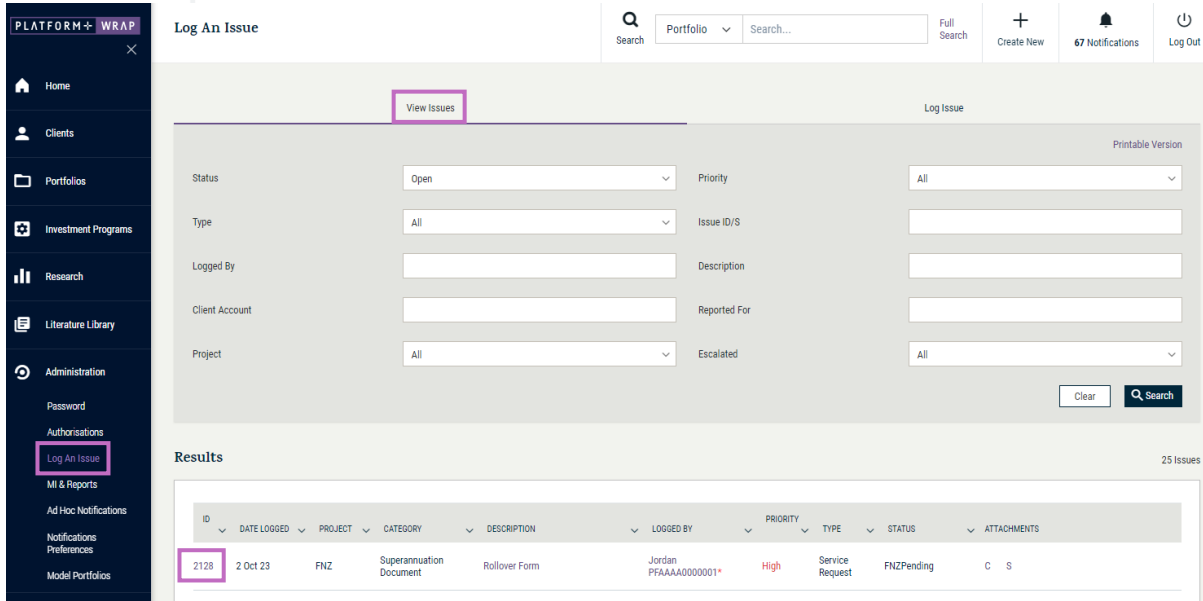 PLATFORM+ WRAP
Home
Clients
Portfolios
Investment Programs
Research
Literature Library
Administration
Password
Authorisations
Log An Issue
MI & Reports
Ad Hoc Notifications
Notifications
Preferences
Model Portfolios
Log An Issue
Search
Portfolio
Search...
Full
Search
Create New
67 Notifications
Log Out
View Issues
Log Issue
Printable Version
Status
Open
Priority
All
Type
All
Issue ID/S
Logged By
Description
Client Account
Reported For
Project
All
Escalated
All
Clear
Search
Results
25 Issues
ID DATE LOGGED PROJECT CATEGORY DESCRIPTION LOGGED BY PRIORITY TYPE STATUS ATTACHMENTS
2128
2 Oct 23
FNZ
Superannuation
Document
Rollover Form
Jordan
PFAAAA0000001*
High
Service
Request
FNZPending
C S